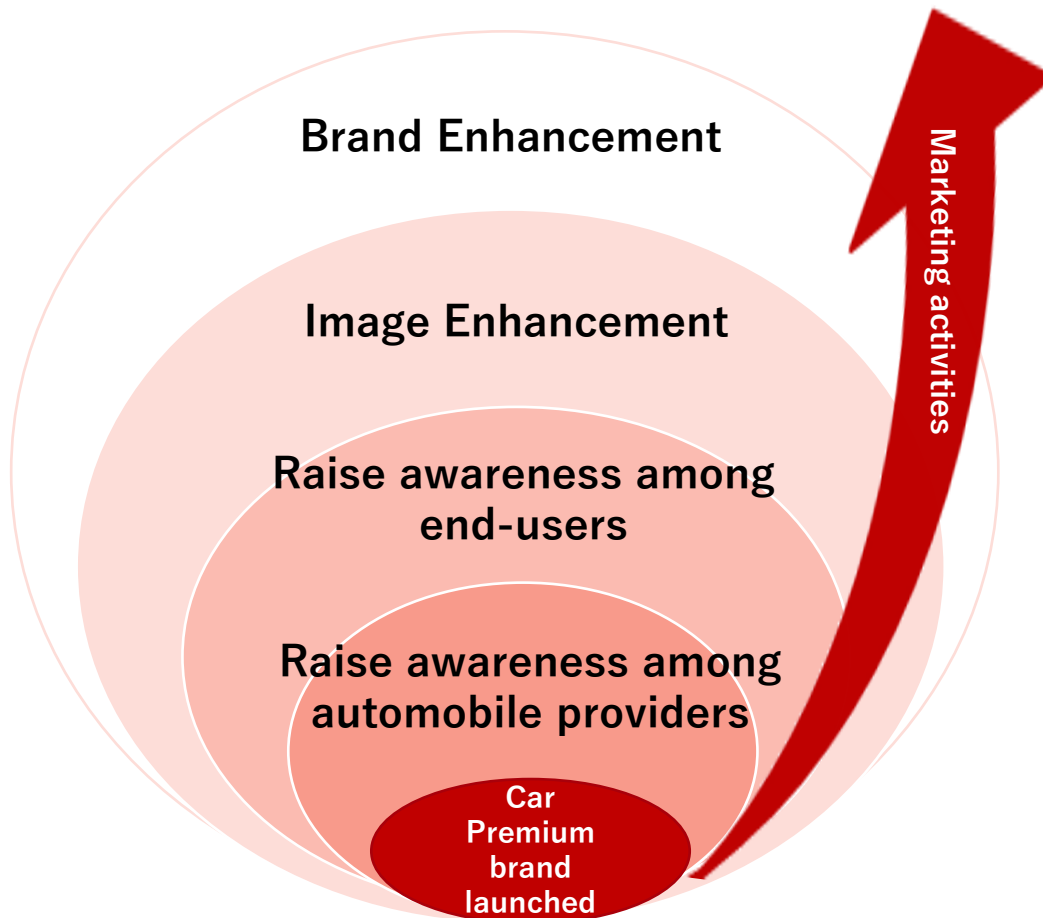 Brand Enhancement
Image Enhancement
Raise awareness among
end-users
Raise awareness among
automobile providers
Car
Premium
brand
launched
Marketing activities